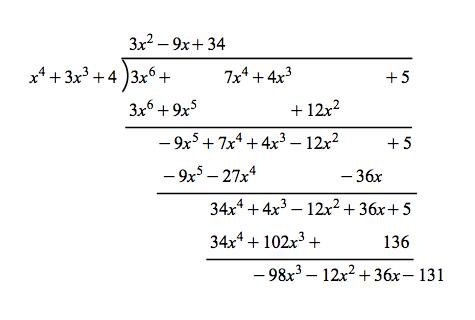 3x² − 9x + 34
x⁴ + 3x³ + 4 ) 3x⁶ + 7x⁴ + 4x³ + 5
3x⁶ + 9x⁵ + 12x²
− 9x⁵ + 7x⁴ + 4x³ − 12x² + 5
− 9x⁵ − 27x⁴ − 36x
34x⁴ + 4x³ − 12x² + 36x + 5
34x⁴ + 102x³ + 136
− 98x³ − 12x² + 36x − 131